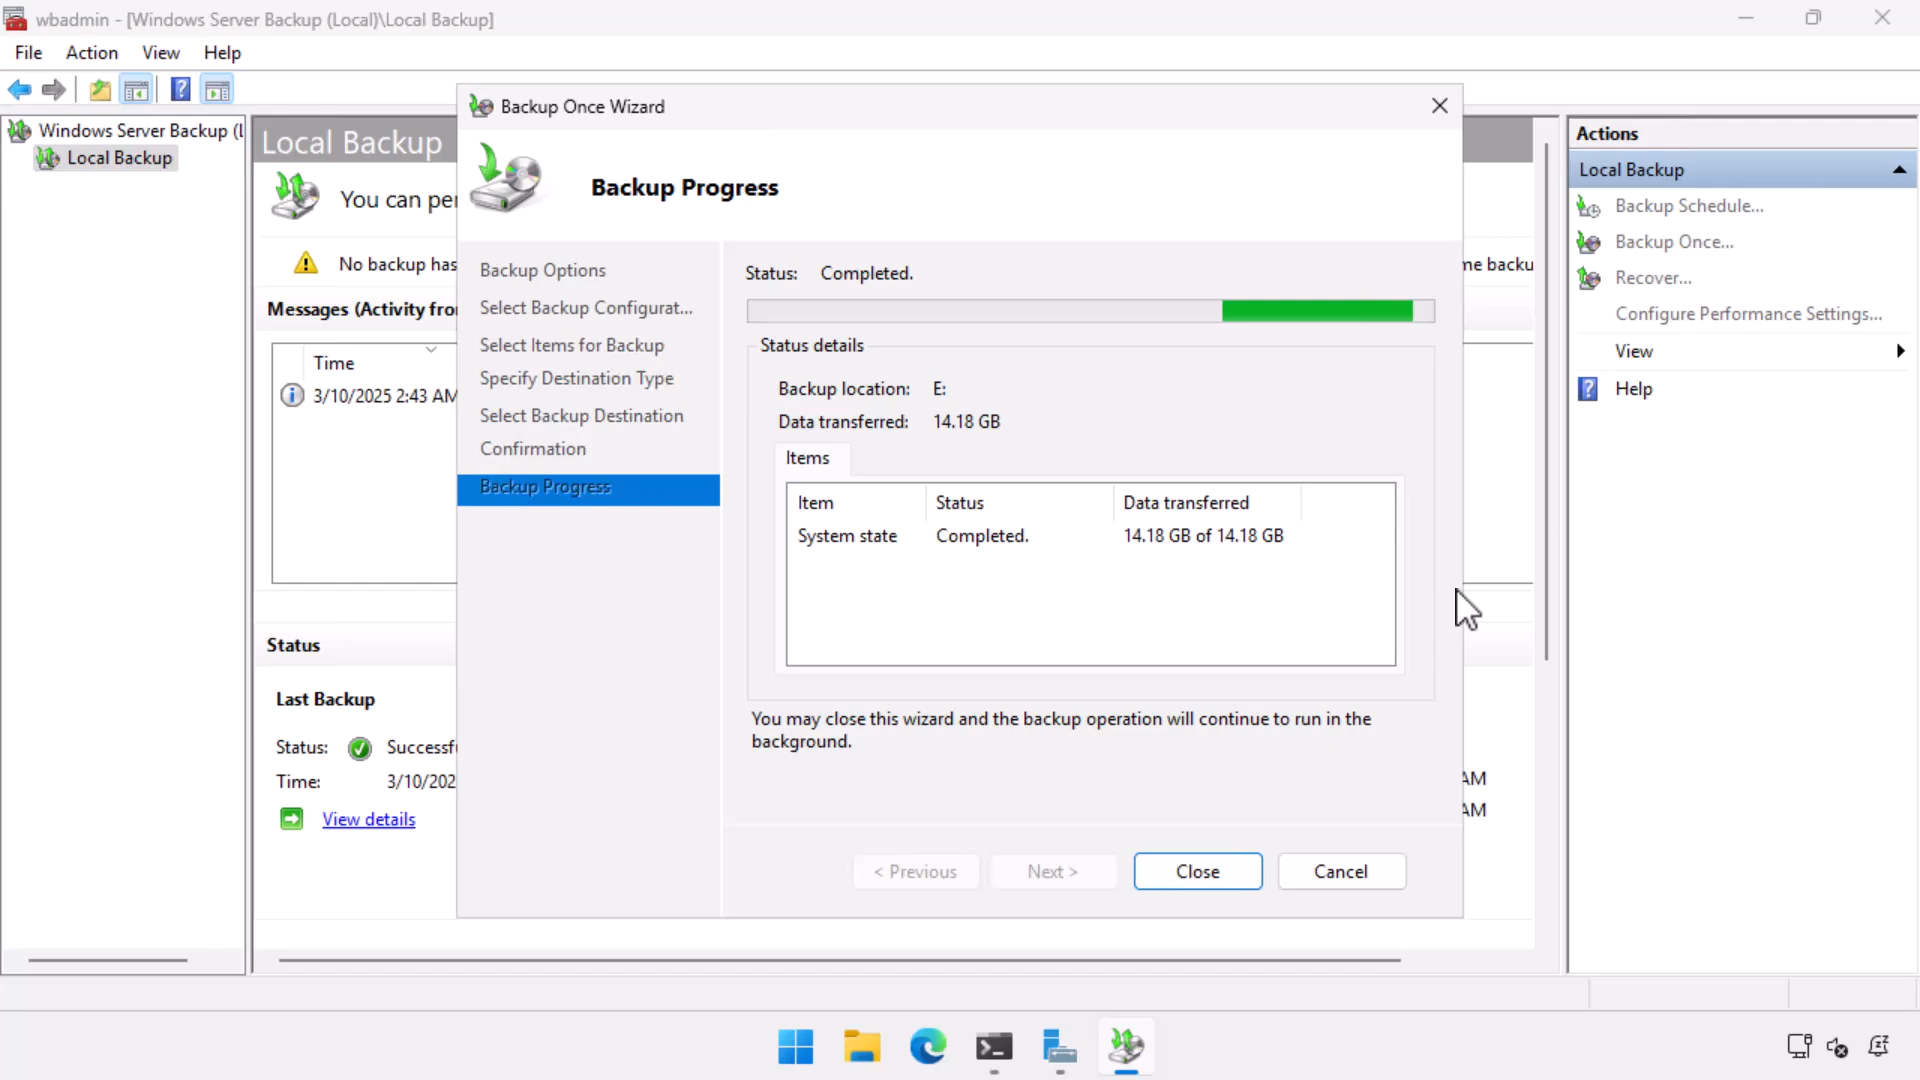 wbadmin - [Windows Server Backup (Local)\Local Backup]
File Action View Help
Windows Server Backup (L
Local Backup
Local Backup
You can per
No backup has
me backu
Messages (Activity fro
Time
3/10/2025 2:43 AM
Status
Last Backup
Status: Successfu
Time: 3/10/202
View details
AM
AM
Backup Once Wizard
Backup Progress
Backup Options
Select Backup Configurat...
Select Items for Backup
Specify Destination Type
Select Backup Destination
Confirmation
Backup Progress
Status: Completed.
Status details
Backup location: E:
Data transferred: 14.18 GB
Items
Item Status Data transferred
System state Completed. 14.18 GB of 14.18 GB
You may close this wizard and the backup operation will continue to run in the
background.
< Previous Next > Close Cancel
Actions
Local Backup
Backup Schedule...
Backup Once...
Recover...
Configure Performance Settings...
View
Help